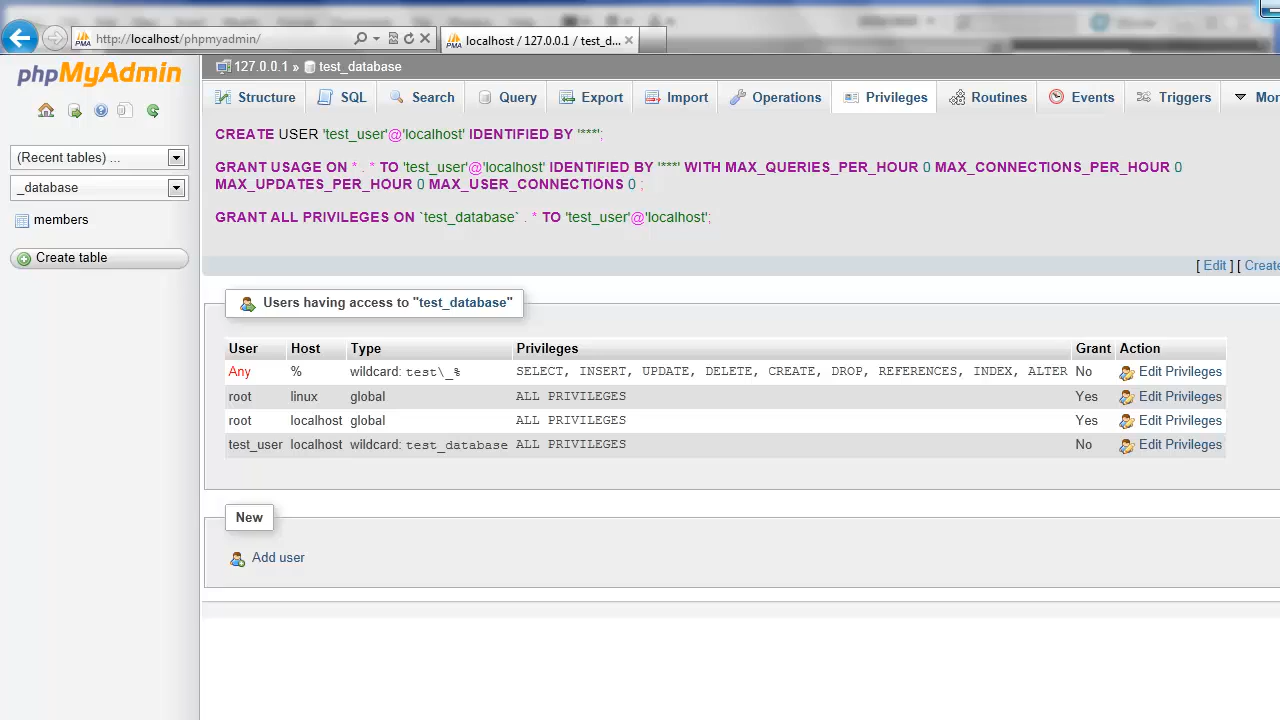 http://localhost/phpmyadmin/
localhost / 127.0.0.1 / test_d...
phpMyAdmin
127.0.0.1 » test_database
Structure SQL Search Query Export Import Operations Privileges Routines Events Triggers Mor
CREATE USER 'test_user'@'localhost' IDENTIFIED BY '***';
GRANT USAGE ON * . * TO 'test_user'@'localhost' IDENTIFIED BY '***' WITH MAX_QUERIES_PER_HOUR 0 MAX_CONNECTIONS_PER_HOUR 0
MAX_UPDATES_PER_HOUR 0 MAX_USER_CONNECTIONS 0 ;
GRANT ALL PRIVILEGES ON `test_database` . * TO 'test_user'@'localhost';
(Recent tables) ...
_database
members
Create table
[ Edit ] [ Create
Users having access to "test_database"
User Host Type Privileges Grant Action
Any % wildcard: test\_% SELECT, INSERT, UPDATE, DELETE, CREATE, DROP, REFERENCES, INDEX, ALTER No Edit Privileges
root linux global ALL PRIVILEGES Yes Edit Privileges
root localhost global ALL PRIVILEGES Yes Edit Privileges
test_user localhost wildcard: test_database ALL PRIVILEGES No Edit Privileges
New
Add user